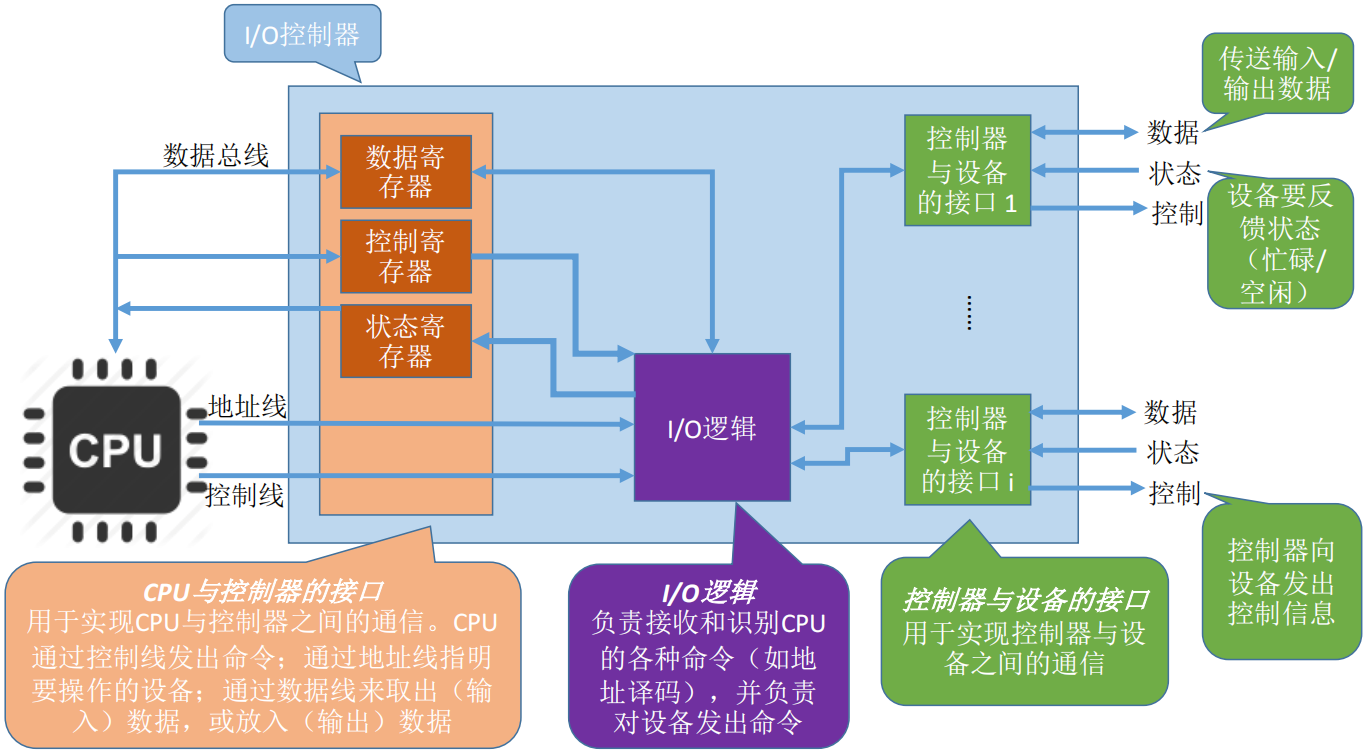 I/O控制器
传送输入/
输出数据
数据总线
数据寄
存器
控制寄
存器
状态寄
存器
控制器
与设备
的接口 1
数据
状态
控制
设备要反
馈状态
（忙碌/
空闲）
......
CPU
地址线
控制线
I/O逻辑
控制器
与设备
的接口 i
数据
状态
控制
控制器向
设备发出
控制信息
CPU与控制器的接口
用于实现CPU与控制器之间的通信。CPU
通过控制线发出命令；通过地址线指明
要操作的设备；通过数据线来取出（输
入）数据，或放入（输出）数据
I/O逻辑
负责接收和识别CPU
的各种命令（如地
址译码），并负责
对设备发出命令
控制器与设备的接口
用于实现控制器与设
备之间的通信